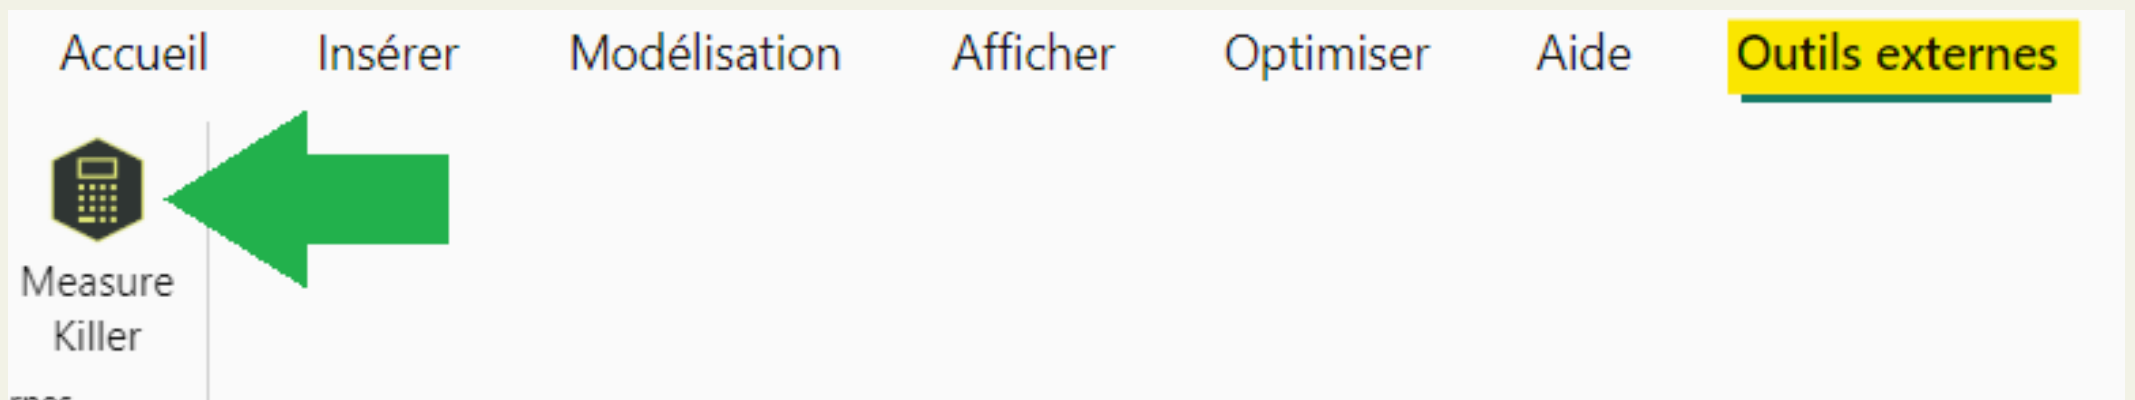 Accueil Insérer Modélisation Afficher Optimiser Aide Outils externes
Measure
Killer